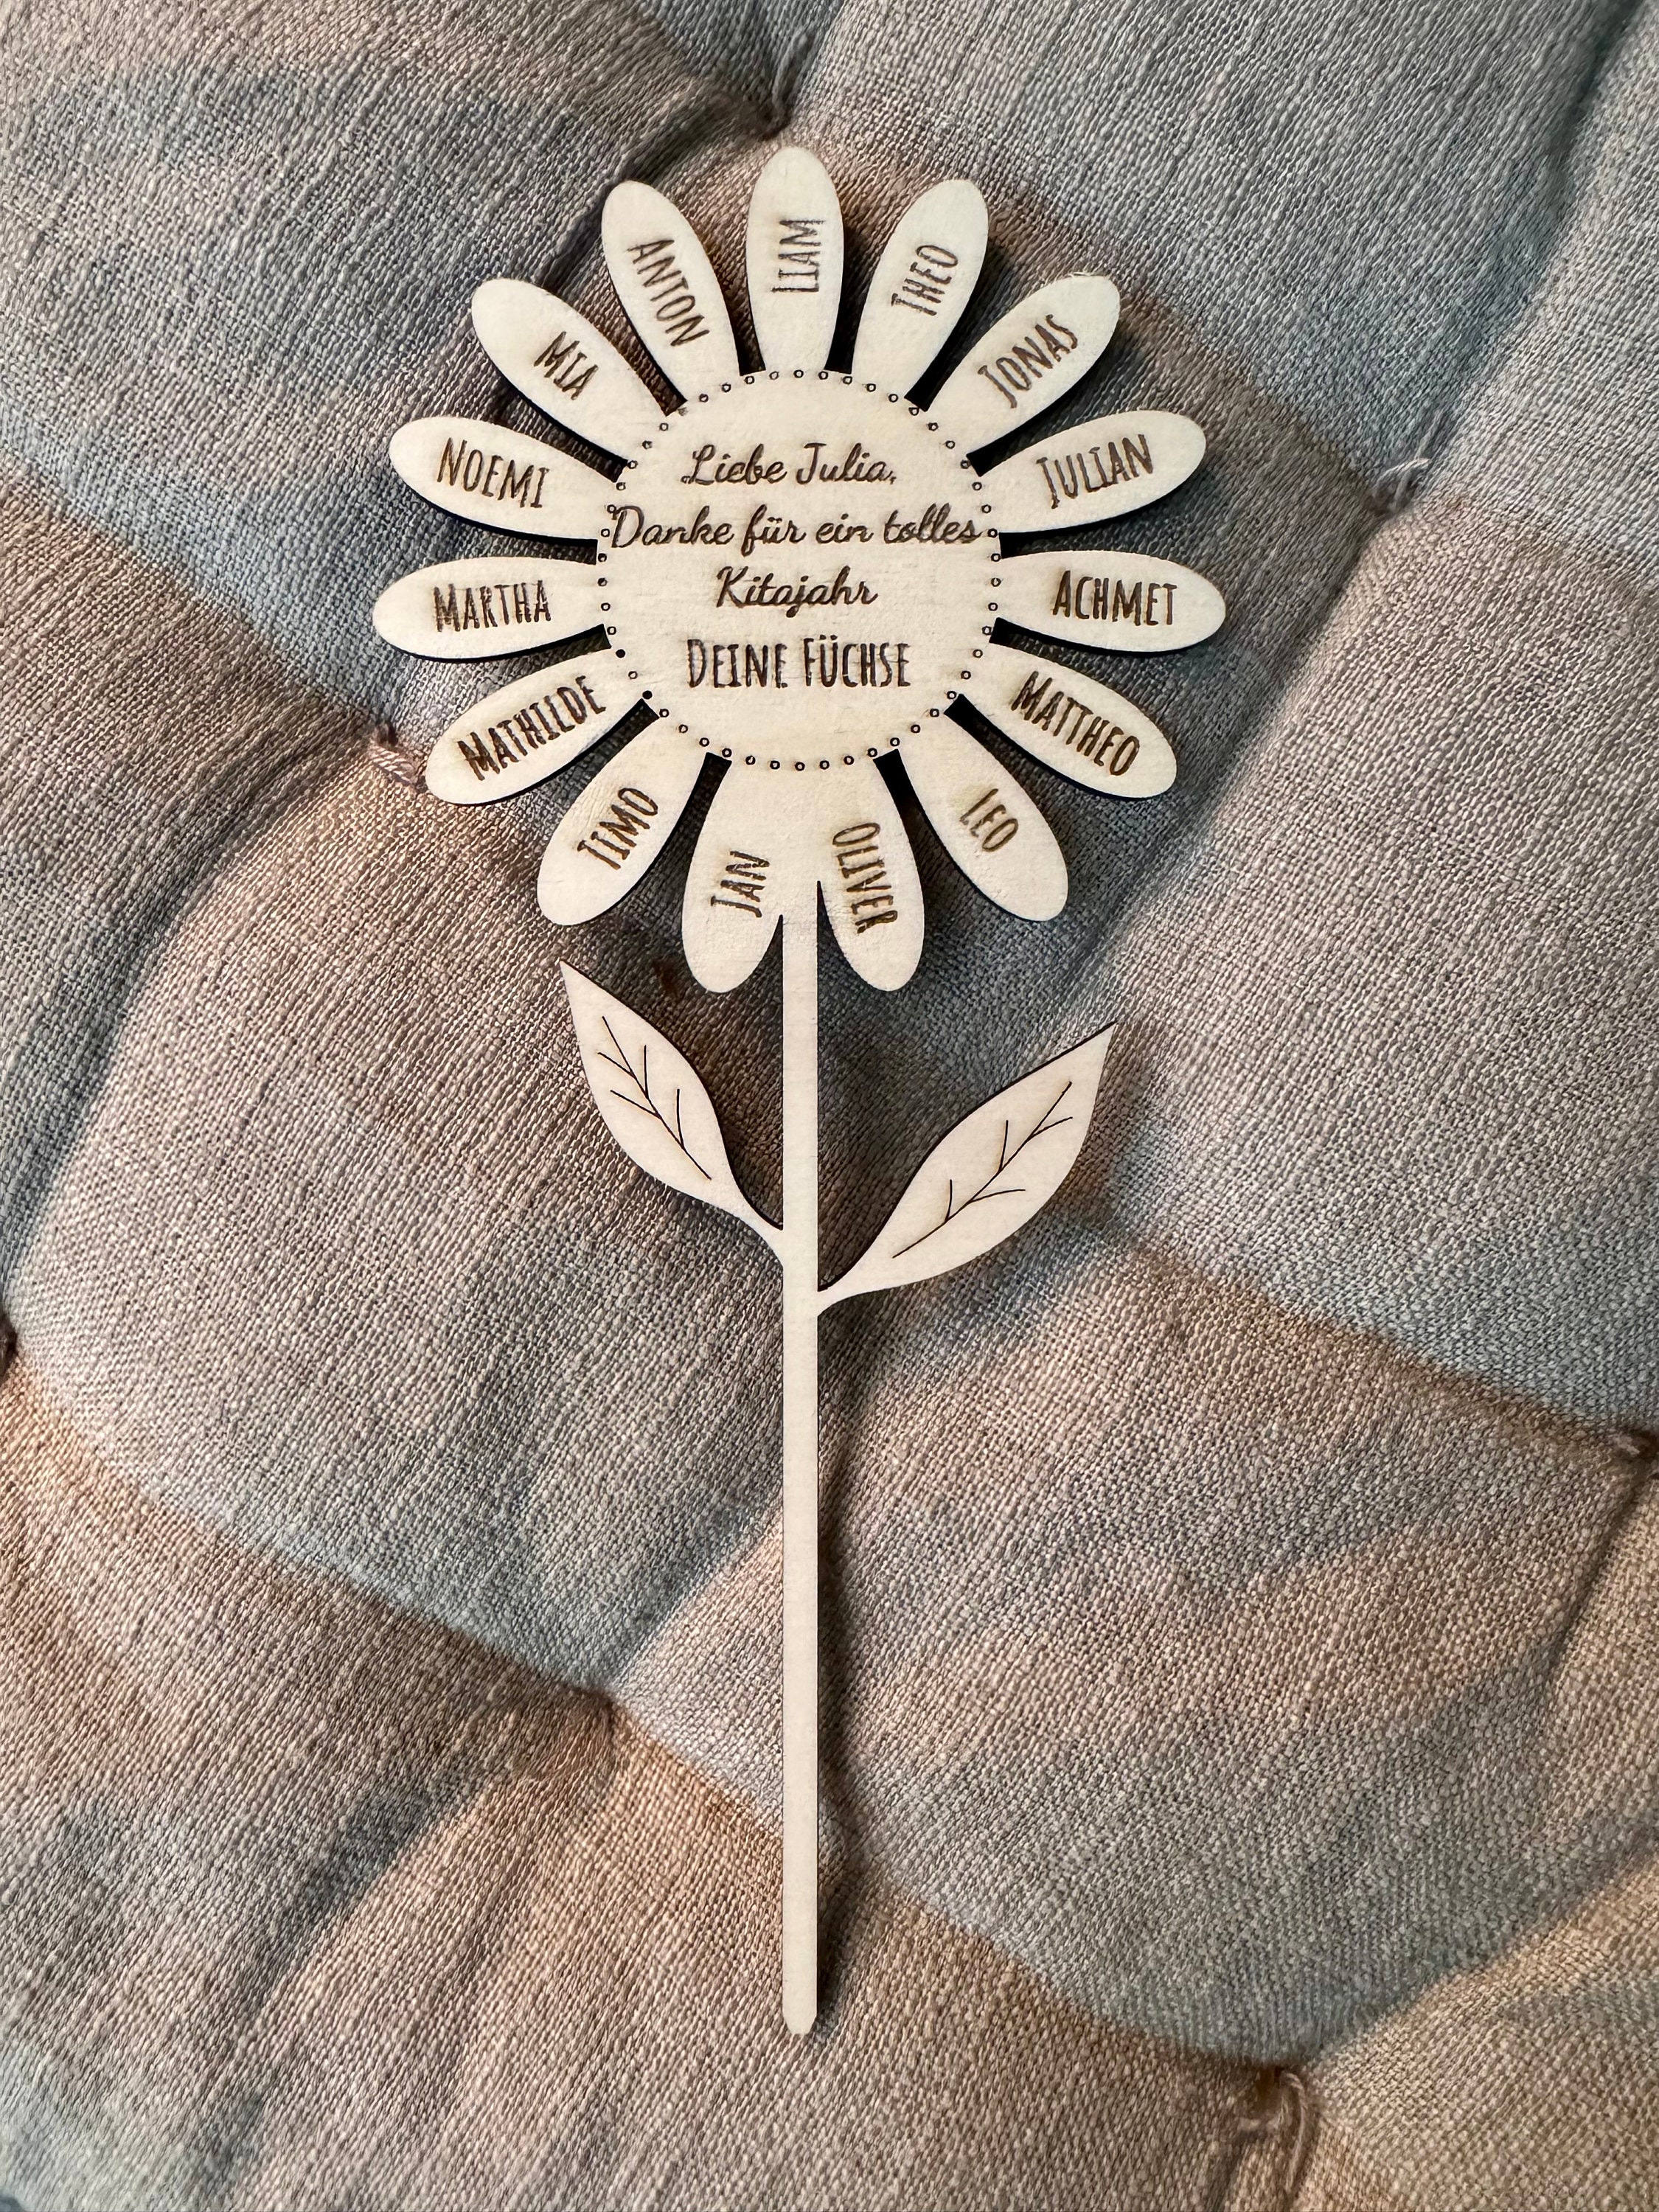 Liebe Julia,
Danke für ein tolles
Kitajahr
DEINE FÜCHSE
LIAM
THEO
JONAS
JULIAN
ACHMET
MATTHEO
LEO
OLIVER
JAN
TIMO
MATHILDE
MARTHA
NOEMI
MIA
ANTON